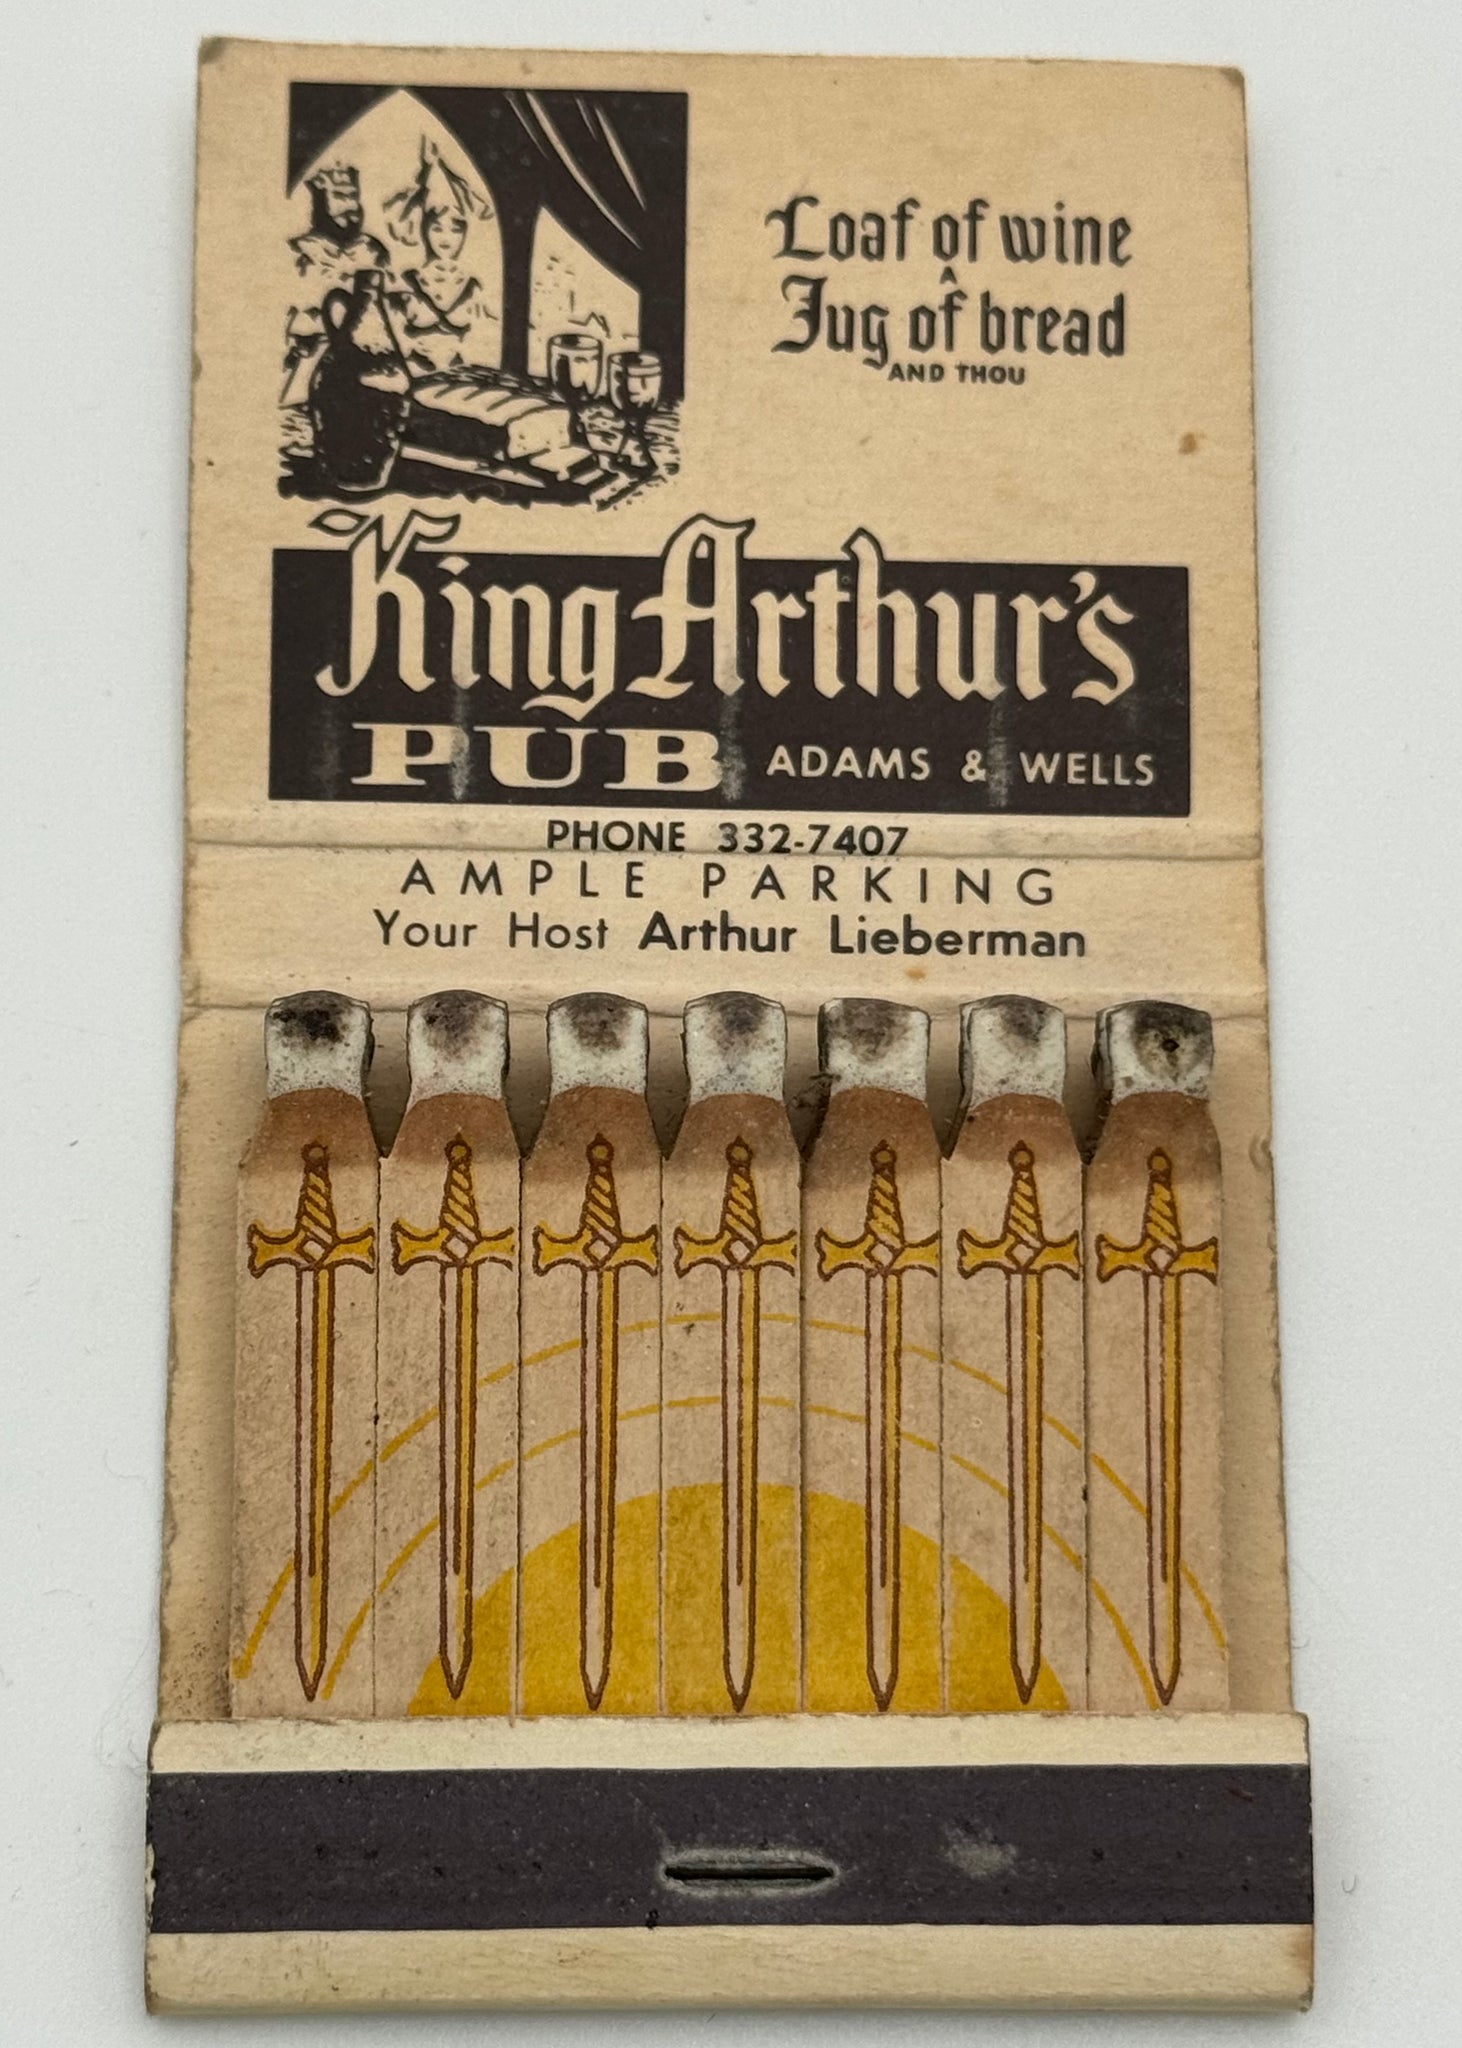 Loaf of wine
A
Jug of bread
AND THOU
King Arthur's
PUB ADAMS & WELLS
PHONE 332-7407
AMPLE PARKING
Your Host Arthur Lieberman